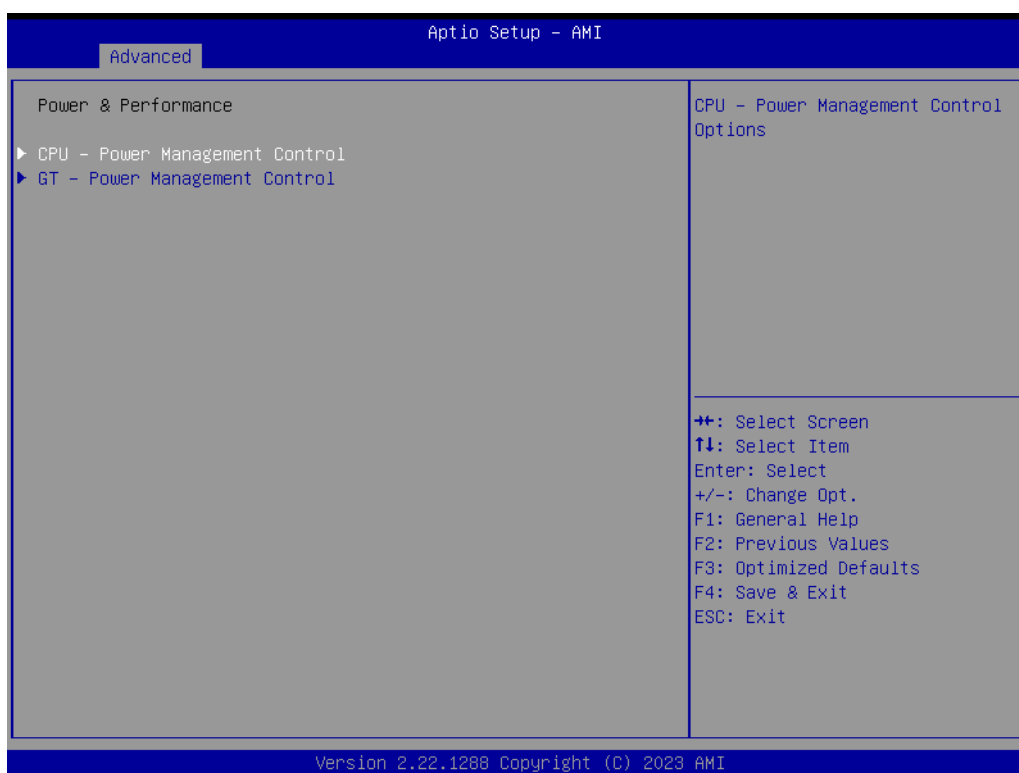 Aptio Setup – AMI
Advanced
Power & Performance
▶ CPU – Power Management Control
▶ GT – Power Management Control
CPU – Power Management Control
Options
→←: Select Screen
↑↓: Select Item
Enter: Select
+/-: Change Opt.
F1: General Help
F2: Previous Values
F3: Optimized Defaults
F4: Save & Exit
ESC: Exit
Version 2.22.1288 Copyright (C) 2023 AMI